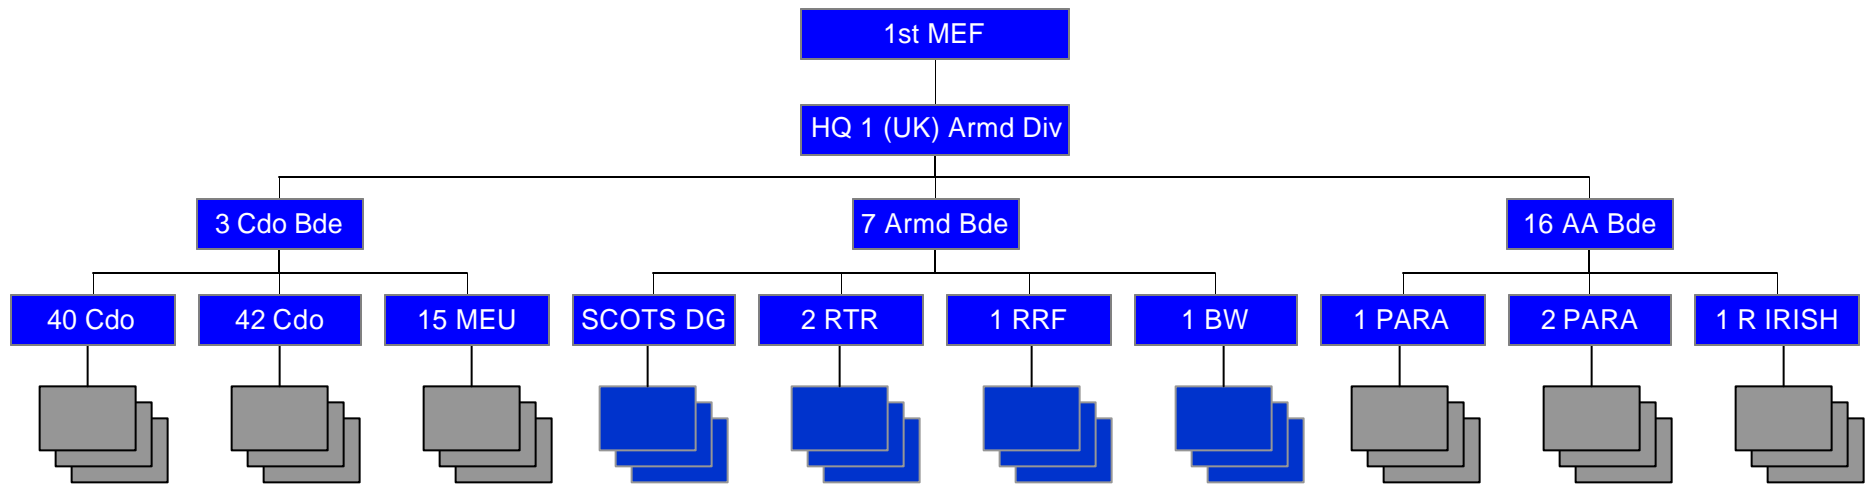 1st MEF
HQ 1 (UK) Armd Div
3 Cdo Bde
7 Armd Bde
16 AA Bde
40 Cdo
42 Cdo
15 MEU
SCOTS DG
2 RTR
1 RRF
1 BW
1 PARA
2 PARA
1 R IRISH